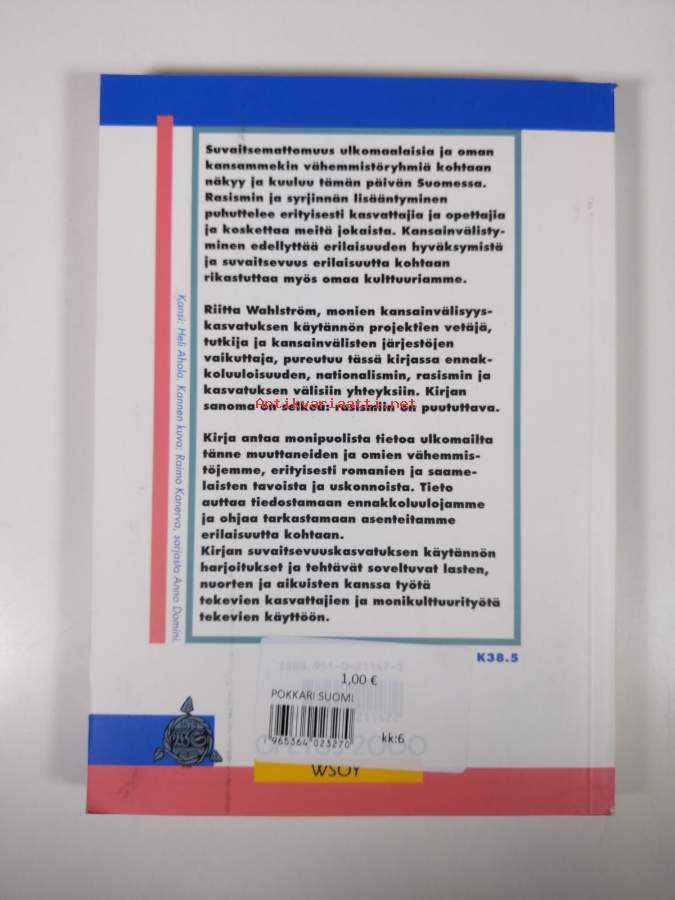 Suvaitsemattomuus ulkomaalaisia ja oman
kansammekin vähemmistöryhmiä kohtaan
näkyy ja kuuluu tämän päivän Suomessa.
Rasismin ja syrjinnän lisääntyminen
puhuttelee erityisesti kasvattajia ja opettajia
ja koskettaa meitä jokaista. Kansainvälisty-
minen edellyttää erilaisuuden hyväksymistä
ja suvaitsevuus erilaisuutta kohtaan
rikastuttaa myös omaa kulttuuriamme.
Riitta Wahlström, monien kansainvälisyys-
kasvatuksen käytännön projektien vetäjä,
tutkija ja kansainvälisten järjestöjen
vaikuttaja, pureutuu tässä kirjassa ennak-
koluuloisuuden, nationalismin, rasismin ja
kasvatuksen välisiin yhteyksiin. Kirjan
sanoma on selkeä: rasismiin on puututtava.
Antikvariaatti.net
Kirja antaa monipuolista tietoa ulkomailta
tänne muuttaneiden ja omien vähemmis-
töjemme, erityisesti romanien ja saame-
laisten tavoista ja uskonnoista. Tieto
auttaa tiedostamaan ennakkoluulojamme
ja ohjaa tarkastamaan asenteitamme
erilaisuutta kohtaan.
Kirjan suvaitsevuuskasvatuksen käytännön
harjoitukset ja tehtävät soveltuvat lasten,
nuorten ja aikuisten kanssa työtä
tekevien kasvattajien ja monikulttuurityötä
tekevien käyttöön.
Kansi: Heli Ahola. Kannen kuva: Raimo Kanerva, sarjasta Anno Domini.
K38.5
1,00 €
POKKARI SUOMI
1965364023270
kk:6
2000
WS
WSOY